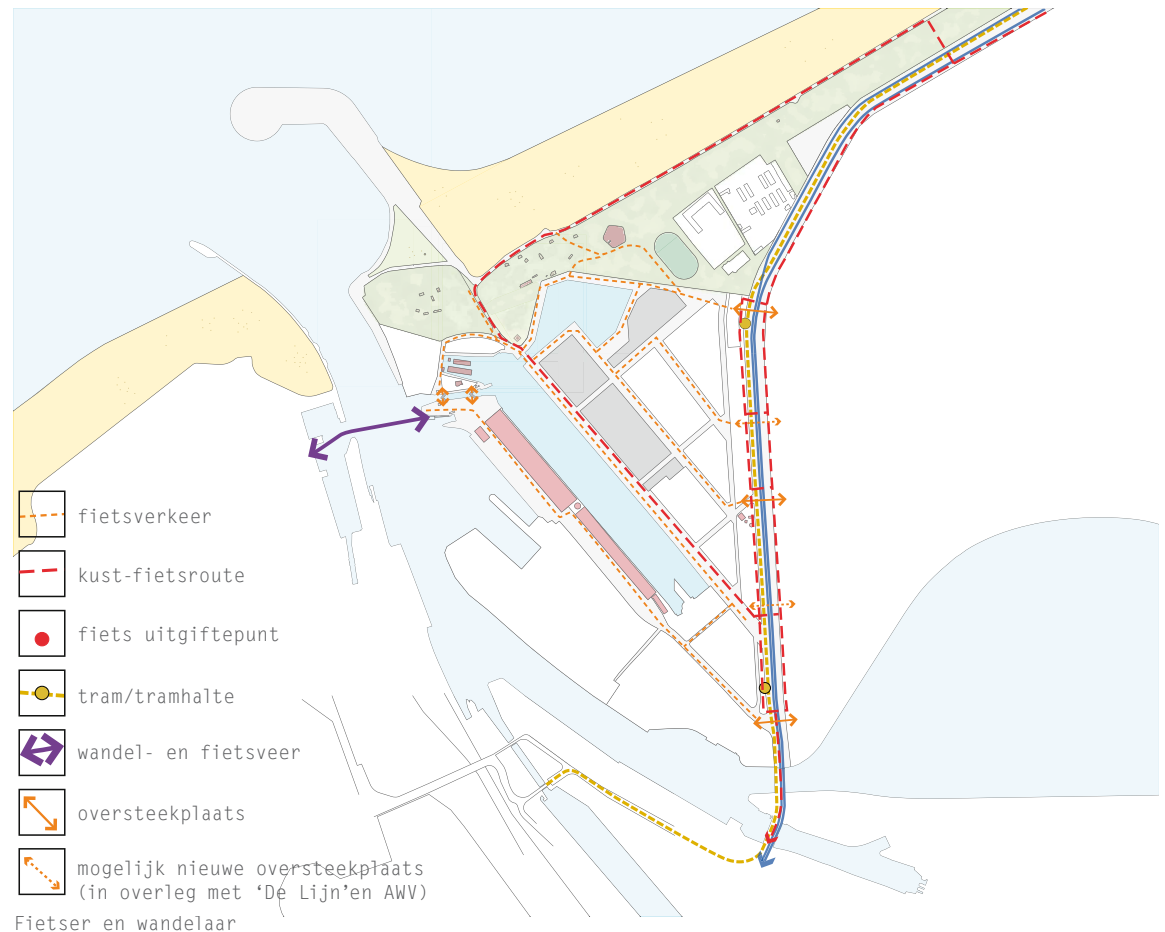 fietsverkeer
kust-fietsroute
fiets uitgiftepunt
tram/tramhalte
wandel- en fietsveer
oversteekplaats
mogelijk nieuwe oversteekplaats
(in overleg met ‘De Lijn’en AWV)
Fietser en wandelaar